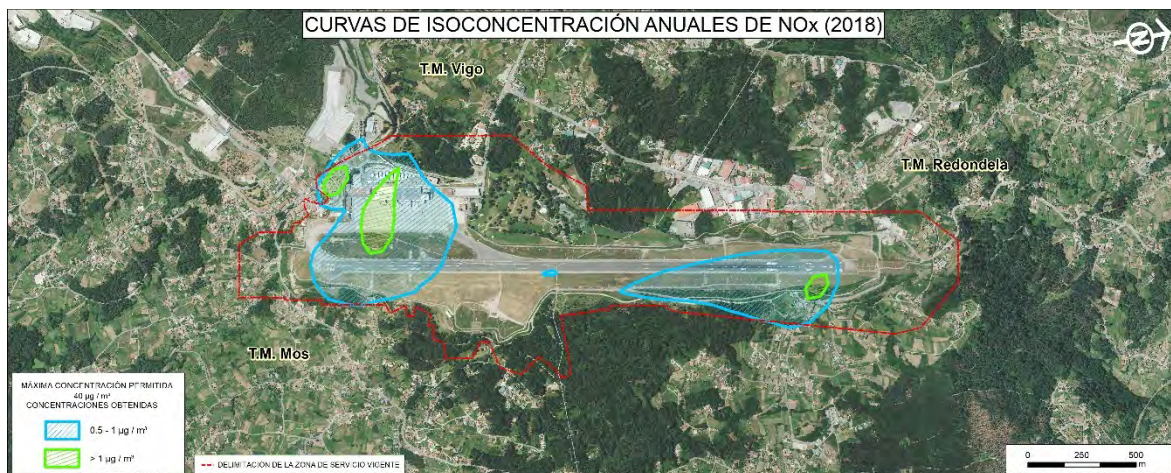 CURVAS DE ISOCONCENTRACIÓN ANUALES DE NOx (2018)
N
T.M. Vigo
T.M. Redondela
T.M. Mos
MÁXIMA CONCENTRACIÓN PERMITIDA
40 µg / m³
CONCENTRACIONES OBTENIDAS
0.5 - 1 µg / m³
> 1 µg / m³
DELIMITACIÓN DE LA ZONA DE SERVICIO VIGENTE
0 250 500
m